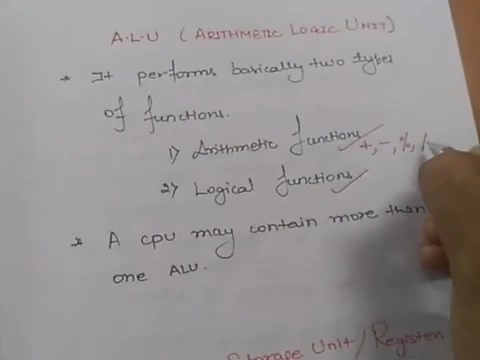 A.L.U (ARITHMETIC LOGIC UNIT)
* It performs basically two types
of functions.
1) Arithmetic functions +, -, %, /
2) Logical functions
* A CPU may contain more than
one ALU.
Storage Unit / Register